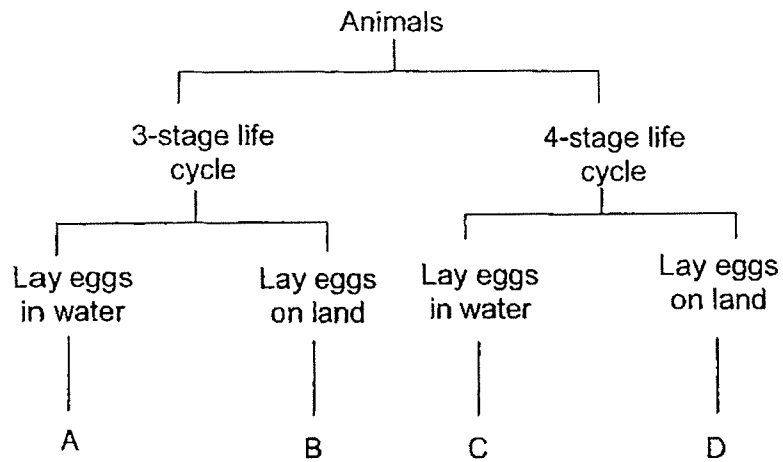 Animals
3-stage life
cycle
4-stage life
cycle
Lay eggs
in water
Lay eggs
on land
Lay eggs
in water
Lay eggs
on land
A
B
C
D